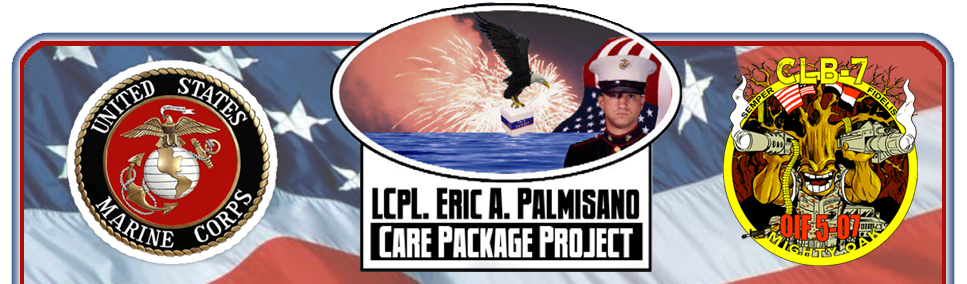 UNITED STATES
MARINE CORPS
LCPL. ERIC A. PALMISANO
CARE PACKAGE PROJECT
CLB-7
SEMPER FIDELIS
OIF 5-07
MIGHTY OAK